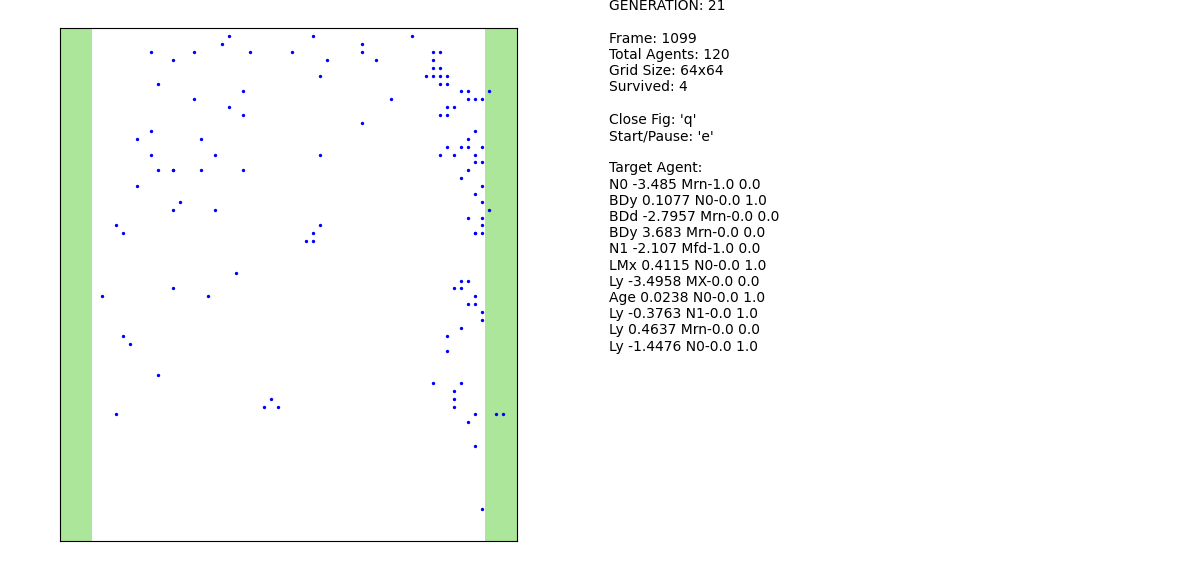 GENERATION: 21
Frame: 1099
Total Agents: 120
Grid Size: 64x64
Survived: 4
Close Fig: 'q'
Start/Pause: 'e'
Target Agent:
N0 -3.485 Mrn-1.0 0.0
BDy 0.1077 N0-0.0 1.0
BDd -2.7957 Mrn-0.0 0.0
BDy 3.683 Mrn-0.0 0.0
N1 -2.107 Mfd-1.0 0.0
LMx 0.4115 N0-0.0 1.0
Ly -3.4958 MX-0.0 0.0
Age 0.0238 N0-0.0 1.0
Ly -0.3763 N1-0.0 1.0
Ly 0.4637 Mrn-0.0 0.0
Ly -1.4476 N0-0.0 1.0